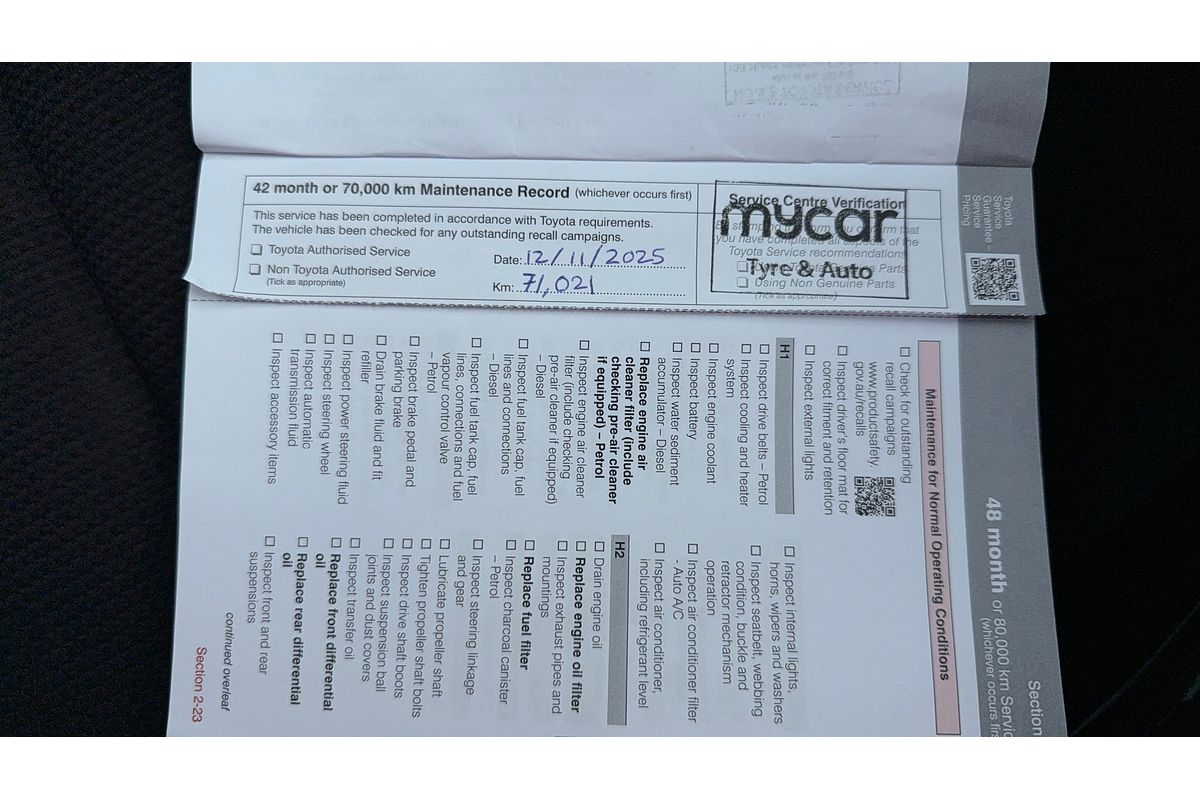 42 month or 70,000 km Maintenance Record (whichever occurs first)
This service has been completed in accordance with Toyota requirements.
The vehicle has been checked for any outstanding recall campaigns.
Toyota Authorised Service
Non Toyota Authorised Service
(Tick as appropriate)
Date: 12/11/2025
Km: 71,021
Service Centre Verification
mycar
Tyre & Auto
you have completed all aspects of the
Toyota Service recommendations
Parts
Using Non Genuine Parts
(Tick as appropriate)
Toyota
Service
Guarantee –
Service
Pricing
Section
48 month or 80,000 km
(whichever occurs
Maintenance for Normal Operating Conditions
Check for outstanding
recall campaigns
www.productsafety.
gov.au/recalls
Inspect driver's floor mat for
correct fitment and retention
Inspect external lights
H1
Inspect drive belts – Petrol
Inspect cooling and heater
system
Inspect engine coolant
Inspect battery
Inspect water sediment
accumulator – Diesel
Replace engine air
cleaner filter (include
checking pre-air cleaner
if equipped) – Petrol
Inspect engine air cleaner
filter (include checking
pre-air cleaner if equipped)
– Diesel
Inspect fuel tank cap, fuel
lines and connections
– Diesel
Inspect fuel tank cap, fuel
lines, connections and fuel
vapour control valve
– Petrol
Inspect brake pedal and
parking brake
Drain brake fluid and fit
refiller
Inspect power steering fluid
Inspect steering wheel
Inspect automatic
transmission fluid
Inspect accessory items
Inspect internal lights,
horns, wipers and washers
Inspect seatbelt, webbing
condition, buckle and
retractor mechanism
operation
Inspect air conditioner filter
- Auto A/C
Inspect air conditioner,
including refrigerant level
H2
Drain engine oil
Replace engine oil filter
Inspect exhaust pipes and
mountings
Replace fuel filter
Inspect charcoal canister
– Petrol
Inspect steering linkage
and gear
Lubricate propeller shaft
Tighten propeller shaft bolts
Inspect drive shaft boots
Inspect suspension ball
joints and dust covers
Inspect transfer oil
Replace front differential
oil
Replace rear differential
oil
Inspect front and rear
suspensions
continued overleaf
Section 2-23